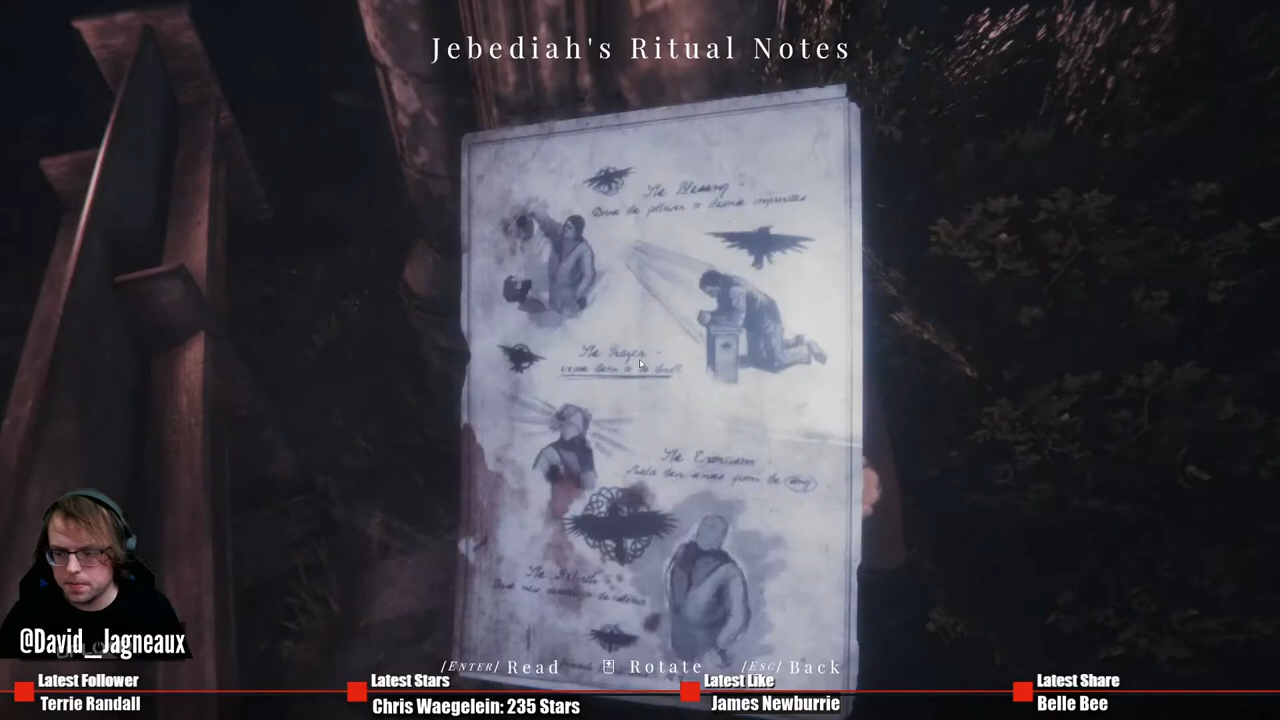 Jebediah's Ritual Notes
The Blessing
The Prayer -
The Exorcism
The Rebirth
/ENTER/ Read
Rotate
/ESC/ Back
@David_Jagneaux
Latest Follower
Latest Stars
Latest Like
Latest Share
Terrie Randall
Chris Waegelein: 235 Stars
James Newburrie
Belle Bee